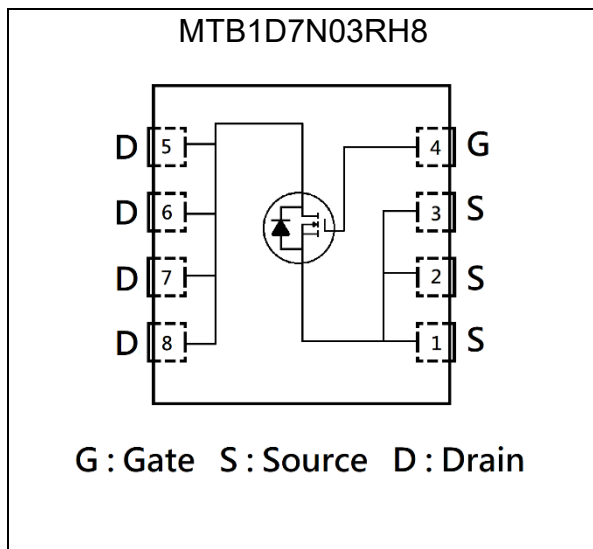 MTB1D7N03RH8
D 5 4 G
D 6 3 S
D 7 2 S
D 8 1 S
G : Gate S : Source D : Drain